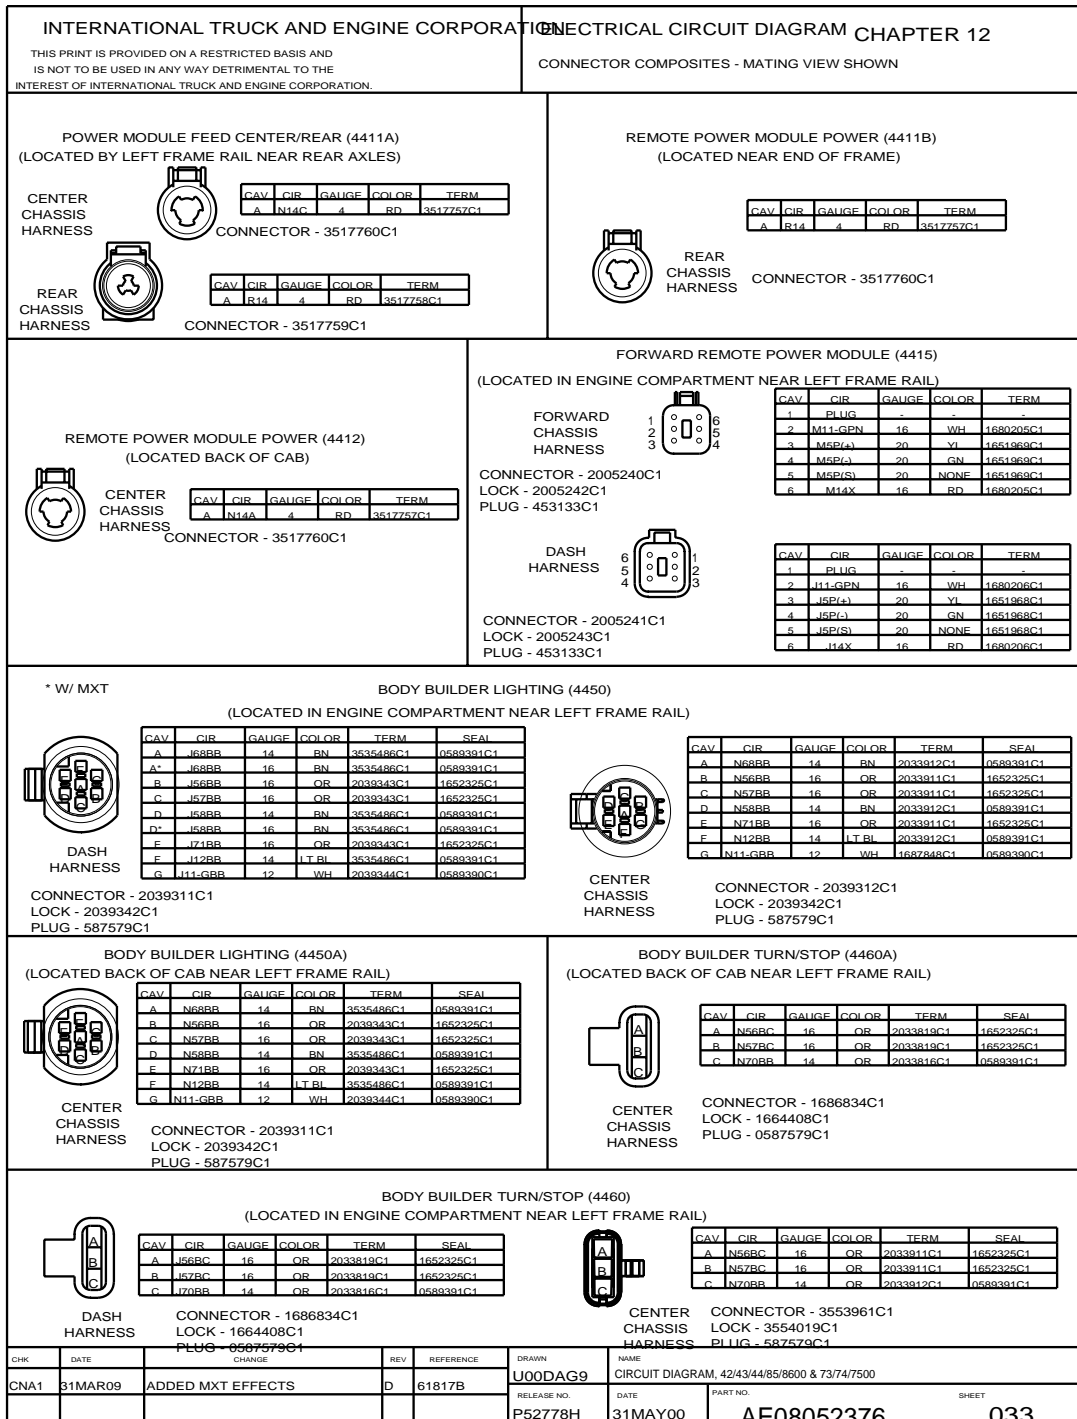 INTERNATIONAL TRUCK AND ENGINE CORPORATION
THIS PRINT IS PROVIDED ON A RESTRICTED BASIS AND
IS NOT TO BE USED IN ANY WAY DETRIMENTAL TO THE
INTEREST OF INTERNATIONAL TRUCK AND ENGINE CORPORATION.
ELECTRICAL CIRCUIT DIAGRAM CHAPTER 12
CONNECTOR COMPOSITES - MATING VIEW SHOWN
POWER MODULE FEED CENTER/REAR (4411A)
(LOCATED BY LEFT FRAME RAIL NEAR REAR AXLES)
CENTER
CHASSIS
HARNESS
CAV CIR GAUGE COLOR TERM
A N14C 4 RD 3517757C1
CONNECTOR - 3517760C1
REAR
CHASSIS
HARNESS
CAV CIR GAUGE COLOR TERM
A R14 4 RD 3517758C1
CONNECTOR - 3517759C1
REMOTE POWER MODULE POWER (4411B)
(LOCATED NEAR END OF FRAME)
CAV CIR GAUGE COLOR TERM
A R14 4 RD 3517757C1
REAR
CHASSIS
HARNESS
CONNECTOR - 3517760C1
REMOTE POWER MODULE POWER (4412)
(LOCATED BACK OF CAB)
CENTER
CHASSIS
HARNESS
CAV CIR GAUGE COLOR TERM
A N14A 4 RD 3517757C1
CONNECTOR - 3517760C1
FORWARD REMOTE POWER MODULE (4415)
(LOCATED IN ENGINE COMPARTMENT NEAR LEFT FRAME RAIL)
FORWARD
CHASSIS
HARNESS
1 6
2 5
3 4
CONNECTOR - 2005240C1
LOCK - 2005242C1
PLUG - 453133C1
CAV CIR GAUGE COLOR TERM
1 PLUG - - -
2 M11-GPN 16 WH 1680205C1
3 M5P(+) 20 YL 1651969C1
4 M5P(-) 20 GN 1651969C1
5 M5P(S) 20 NONE 1651969C1
6 M14X 16 RD 1680205C1
DASH
HARNESS
6 1
5 2
4 3
CONNECTOR - 2005241C1
LOCK - 2005243C1
PLUG - 453133C1
CAV CIR GAUGE COLOR TERM
1 PLUG - - -
2 J11-GPN 16 WH 1680206C1
3 J5P(+) 20 YL 1651968C1
4 J5P(-) 20 GN 1651968C1
5 J5P(S) 20 NONE 1651968C1
6 J14X 16 RD 1680206C1
* W/ MXT
BODY BUILDER LIGHTING (4450)
(LOCATED IN ENGINE COMPARTMENT NEAR LEFT FRAME RAIL)
DASH
HARNESS
CAV CIR GAUGE COLOR TERM SEAL
A J68BB 14 BN 3535486C1 0589391C1
A* J68BB 16 BN 3535486C1 0589391C1
B J56BB 16 OR 2039343C1 1652325C1
C J57BB 16 OR 2039343C1 1652325C1
D J58BB 14 BN 3535486C1 0589391C1
D* J58BB 16 BN 3535486C1 0589391C1
E J71BB 16 OR 2039343C1 1652325C1
F J12BB 14 LT BL 3535486C1 0589391C1
G J11-GBB 12 WH 2039344C1 0589390C1
CONNECTOR - 2039311C1
LOCK - 2039342C1
PLUG - 587579C1
CENTER
CHASSIS
HARNESS
CAV CIR GAUGE COLOR TERM SEAL
A N68BB 14 BN 2033912C1 0589391C1
B N56BB 16 OR 2033911C1 1652325C1
C N57BB 16 OR 2033911C1 1652325C1
D N58BB 14 BN 2033912C1 0589391C1
E N71BB 16 OR 2033911C1 1652325C1
F N12BB 14 LT BL 2033912C1 0589391C1
G N11-GBB 12 WH 1687848C1 0589390C1
CONNECTOR - 2039312C1
LOCK - 2039342C1
PLUG - 587579C1
BODY BUILDER LIGHTING (4450A)
(LOCATED BACK OF CAB NEAR LEFT FRAME RAIL)
CENTER
CHASSIS
HARNESS
CAV CIR GAUGE COLOR TERM SEAL
A N68BB 14 BN 3535486C1 0589391C1
B N56BB 16 OR 2039343C1 1652325C1
C N57BB 16 OR 2039343C1 1652325C1
D N58BB 14 BN 3535486C1 0589391C1
E N71BB 16 OR 2039343C1 1652325C1
F N12BB 14 LT BL 3535486C1 0589391C1
G N11-GBB 12 WH 2039344C1 0589390C1
CONNECTOR - 2039311C1
LOCK - 2039342C1
PLUG - 587579C1
BODY BUILDER TURN/STOP (4460A)
(LOCATED BACK OF CAB NEAR LEFT FRAME RAIL)
A
B
C
CENTER
CHASSIS
HARNESS
CAV CIR GAUGE COLOR TERM SEAL
A N56BC 16 OR 2033819C1 1652325C1
B N57BC 16 OR 2033819C1 1652325C1
C N70BB 14 OR 2033816C1 0589391C1
CONNECTOR - 1686834C1
LOCK - 1664408C1
PLUG - 0587579C1
BODY BUILDER TURN/STOP (4460)
(LOCATED IN ENGINE COMPARTMENT NEAR LEFT FRAME RAIL)
A
B
C
DASH
HARNESS
CAV CIR GAUGE COLOR TERM SEAL
A J56BC 16 OR 2033819C1 1652325C1
B J57BC 16 OR 2033819C1 1652325C1
C J70BB 14 OR 2033816C1 0589391C1
CONNECTOR - 1686834C1
LOCK - 1664408C1
PLUG - 0587579C1
A
B
C
CENTER
CHASSIS
HARNESS
CAV CIR GAUGE COLOR TERM SEAL
A N56BC 16 OR 2033911C1 1652325C1
B N57BC 16 OR 2033911C1 1652325C1
C N70BB 14 OR 2033912C1 0589391C1
CONNECTOR - 3553961C1
LOCK - 3554019C1
PLUG - 587579C1
CHK DATE CHANGE REV REFERENCE
CNA1 31MAR09 ADDED MXT EFFECTS D 61817B
DRAWN
U00DAG9
NAME
CIRCUIT DIAGRAM, 42/43/44/85/8600 & 73/74/7500
RELEASE NO.
P52778H
DATE
31MAY00
PART NO.
AE08052376
SHEET
033